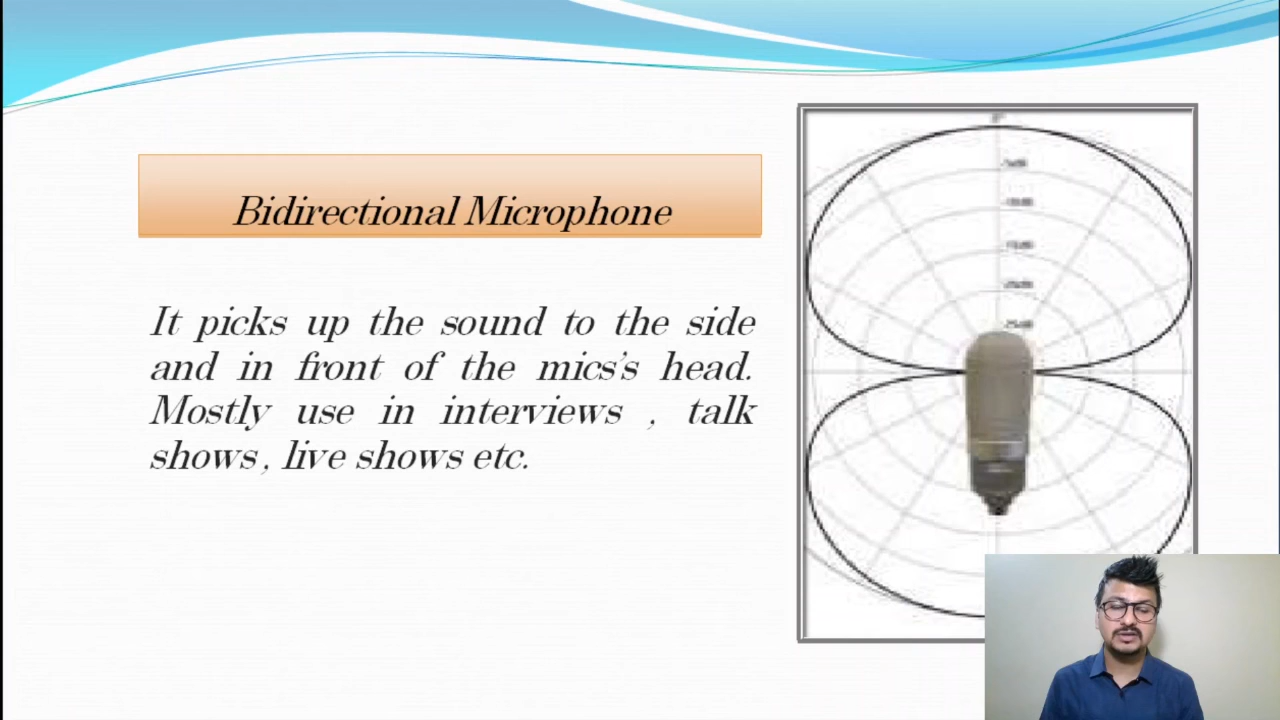 Bidirectional Microphone
It picks up the sound to the side
and in front of the mics's head.
Mostly use in interviews , talk
shows , live shows etc.